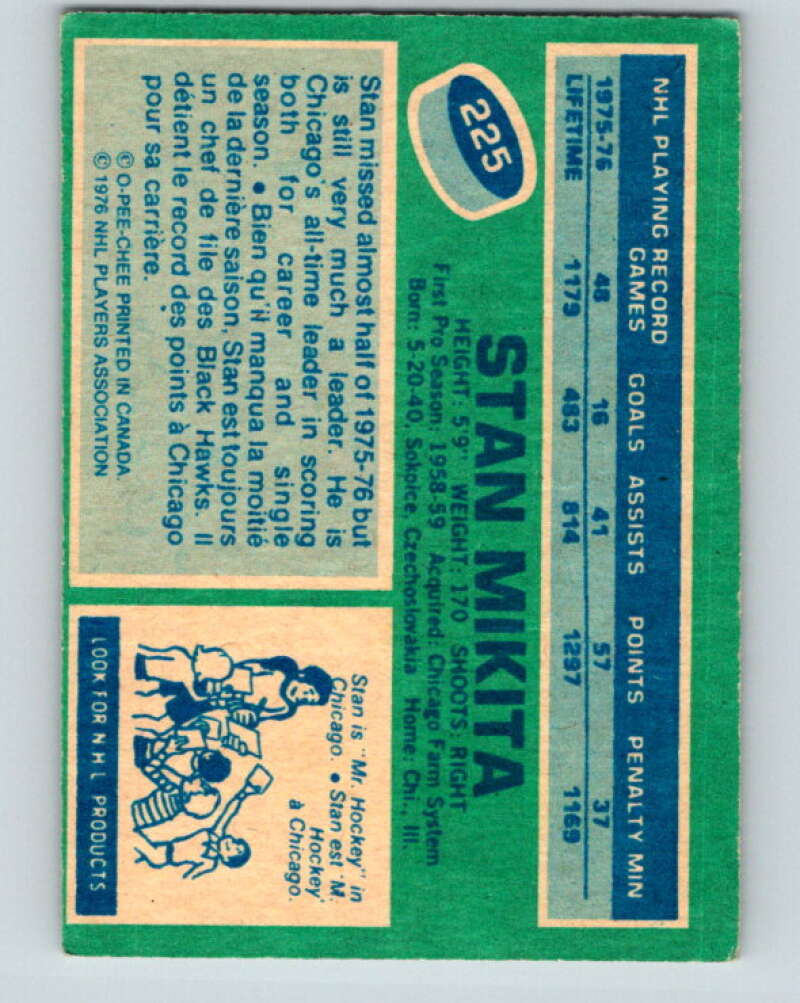 NHL PLAYING RECORD
GAMES GOALS ASSISTS POINTS PENALTY MIN
1975-76 48 16 41 57 37
LIFETIME 1179 483 814 1297 1169
225
STAN MIKITA
HEIGHT: 5'9" WEIGHT: 170 SHOOTS: RIGHT
First Pro Season: 1958-59 Acquired: Chicago Farm System
Born: 5-20-40, Sokolce, Czechoslovakia Home: Chi., Ill.
Stan missed almost half of 1975-76 but
is still very much a leader. He is
Chicago's all-time leader in scoring
both for career and single
season. • Bien qu'il manqua la moitié
de la dernière saison, Stan est toujours
un chef de file des Black Hawks. Il
détient le record des points à Chicago
pour sa carrière.
© O-PEE-CHEE PRINTED IN CANADA.
© 1976 NHL PLAYERS ASSOCIATION
Stan is "Mr. Hockey" in
Chicago. • Stan est 'M.
Hockey'
à Chicago.
LOOK FOR NHL PRODUCTS